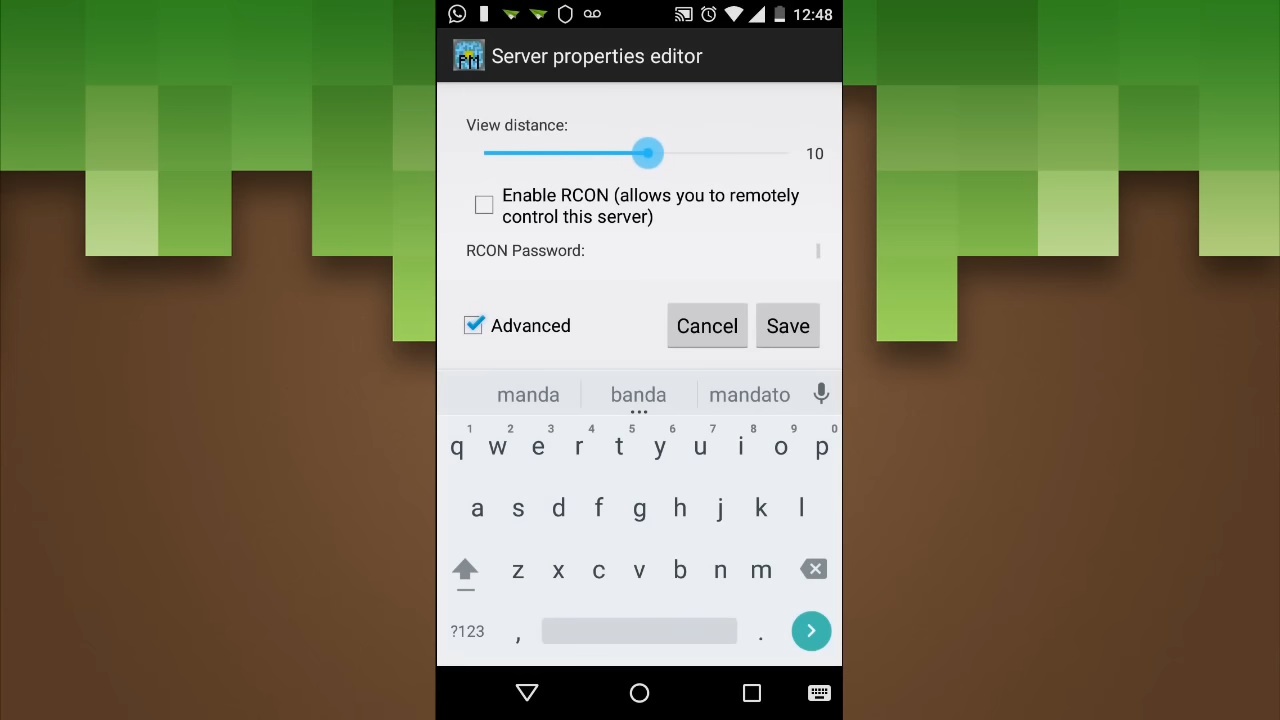 12:48
PM
Server properties editor
View distance:
10
Enable RCON (allows you to remotely
control this server)
RCON Password:
Advanced
Cancel
Save
manda
banda
mandato
1 2 3 4 5 6 7 8 9 0
q w e r t y u i o p
a s d f g h j k l
z x c v b n m
?123 , .